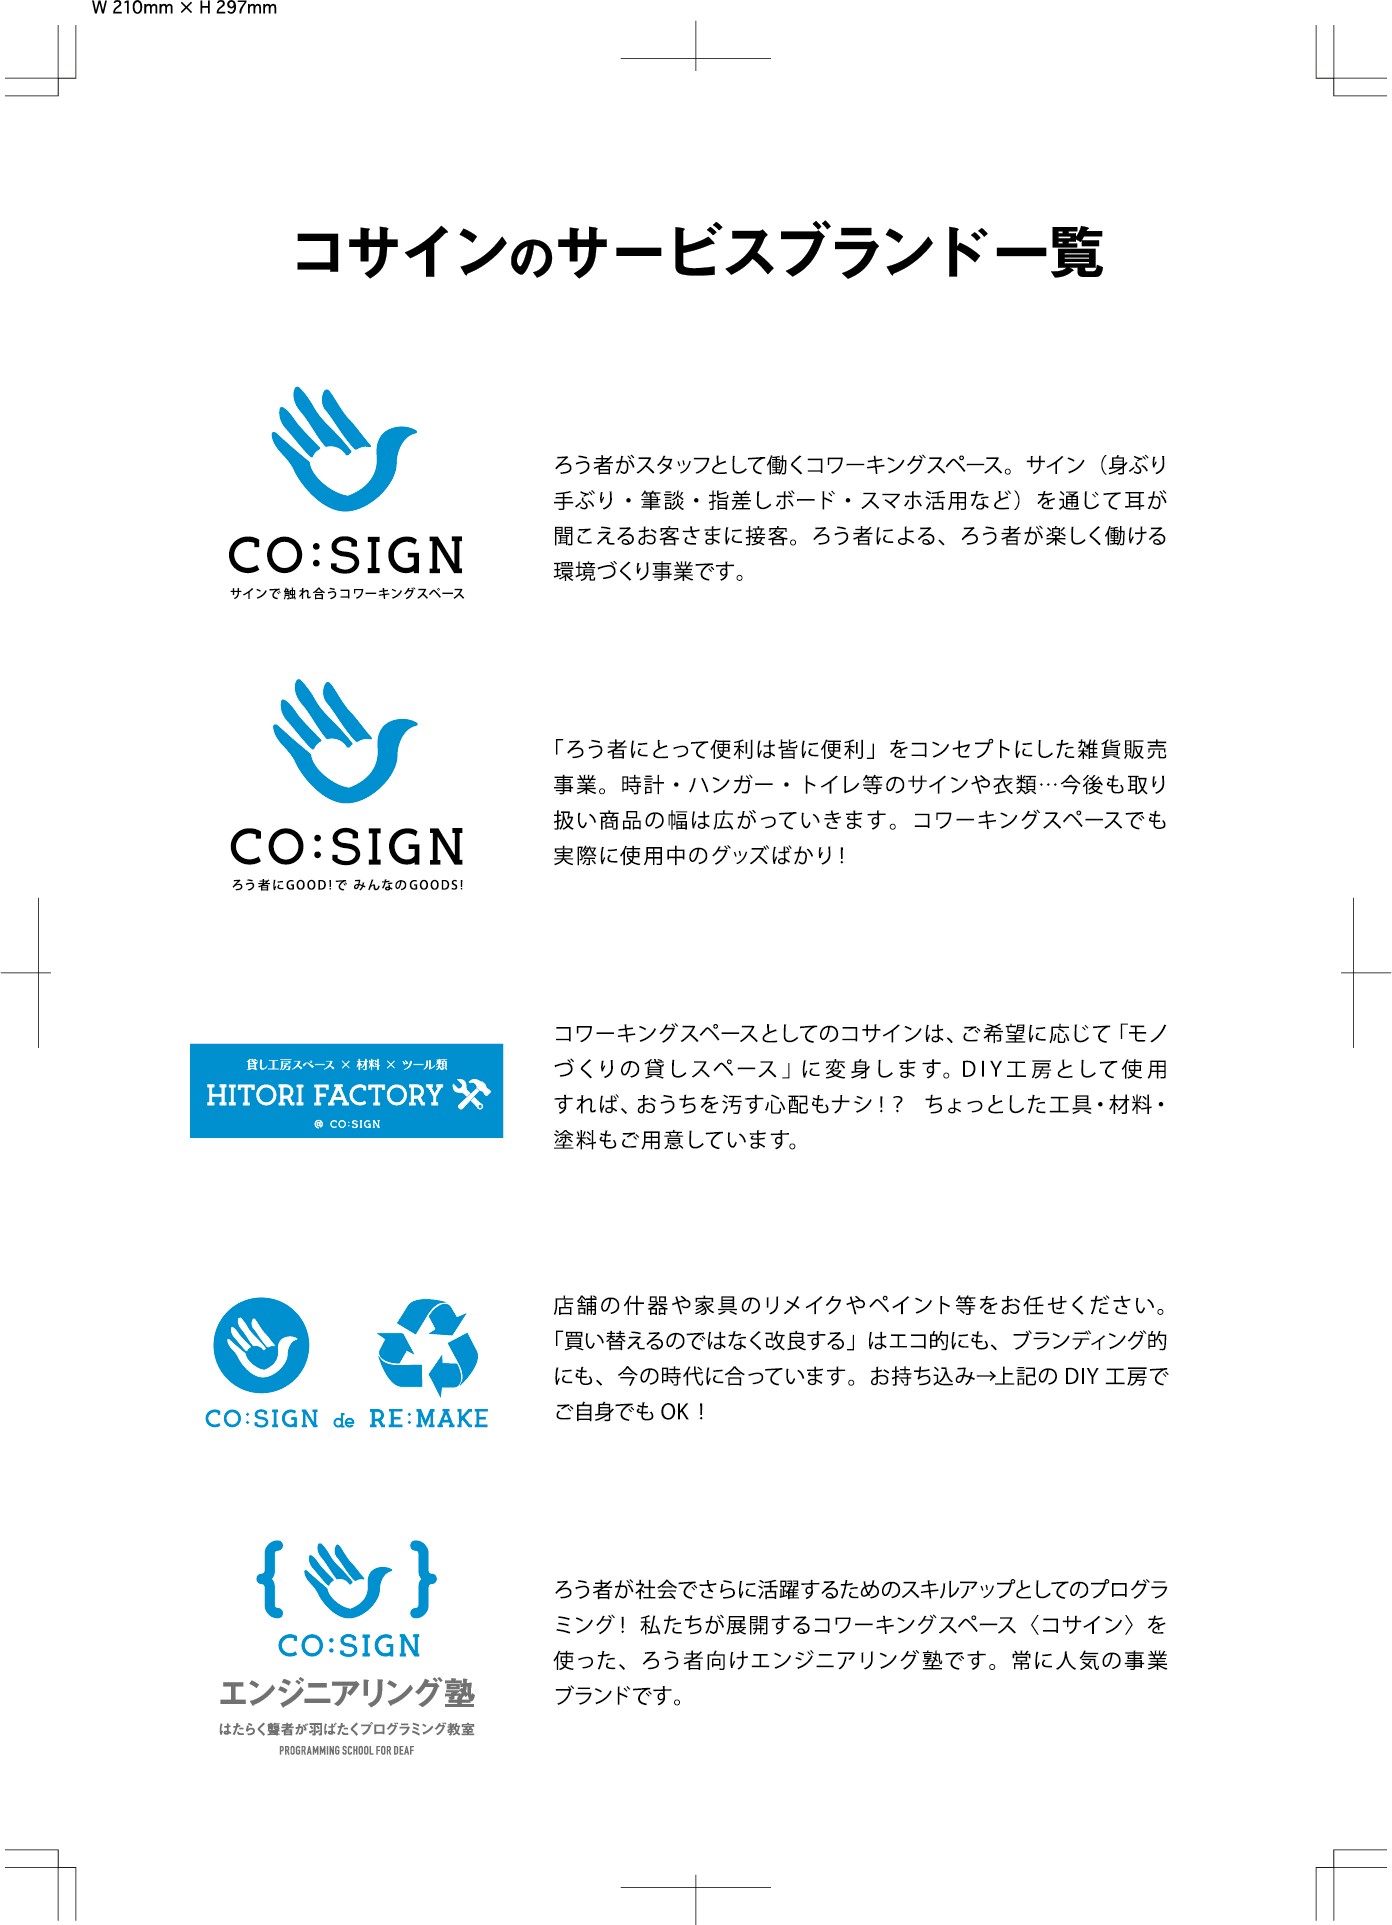 W 210mm × H 297mm
コサインのサービスブランド一覧
CO:SIGN
サインで触れ合うコワーキングスペース
ろう者がスタッフとして働くコワーキングスペース。サイン（身ぶり
手ぶり・筆談・指差しボード・スマホ活用など）を通じて耳が
聞こえるお客さまに接客。ろう者による、ろう者が楽しく働ける
環境づくり事業です。
CO:SIGN
ろう者にGOOD!で みんなのGOODS!
「ろう者にとって便利は皆に便利」をコンセプトにした雑貨販売
事業。時計・ハンガー・トイレ等のサインや衣類…今後も取り
扱い商品の幅は広がっていきます。コワーキングスペースでも
実際に使用中のグッズばかり！
貸し工房スペース × 材料 × ツール類
HITORI FACTORY
@ CO:SIGN
コワーキングスペースとしてのコサインは、ご希望に応じて「モノ
づくりの貸しスペース」に変身します。DIY工房として使用
すれば、おうちを汚す心配もナシ！？　ちょっとした工具・材料・
塗料もご用意しています。
CO:SIGN de RE:MAKE
店舗の什器や家具のリメイクやペイント等をお任せください。
「買い替えるのではなく改良する」はエコ的にも、ブランディング的
にも、今の時代に合っています。お持ち込み→上記の DIY 工房で
ご自身でも OK！
{ }
CO:SIGN
エンジニアリング塾
はたらく聾者が羽ばたくプログラミング教室
PROGRAMMING SCHOOL FOR DEAF
ろう者が社会でさらに活躍するためのスキルアップとしてのプログラ
ミング！私たちが展開するコワーキングスペース〈コサイン〉を
使った、ろう者向けエンジニアリング塾です。常に人気の事業
ブランドです。